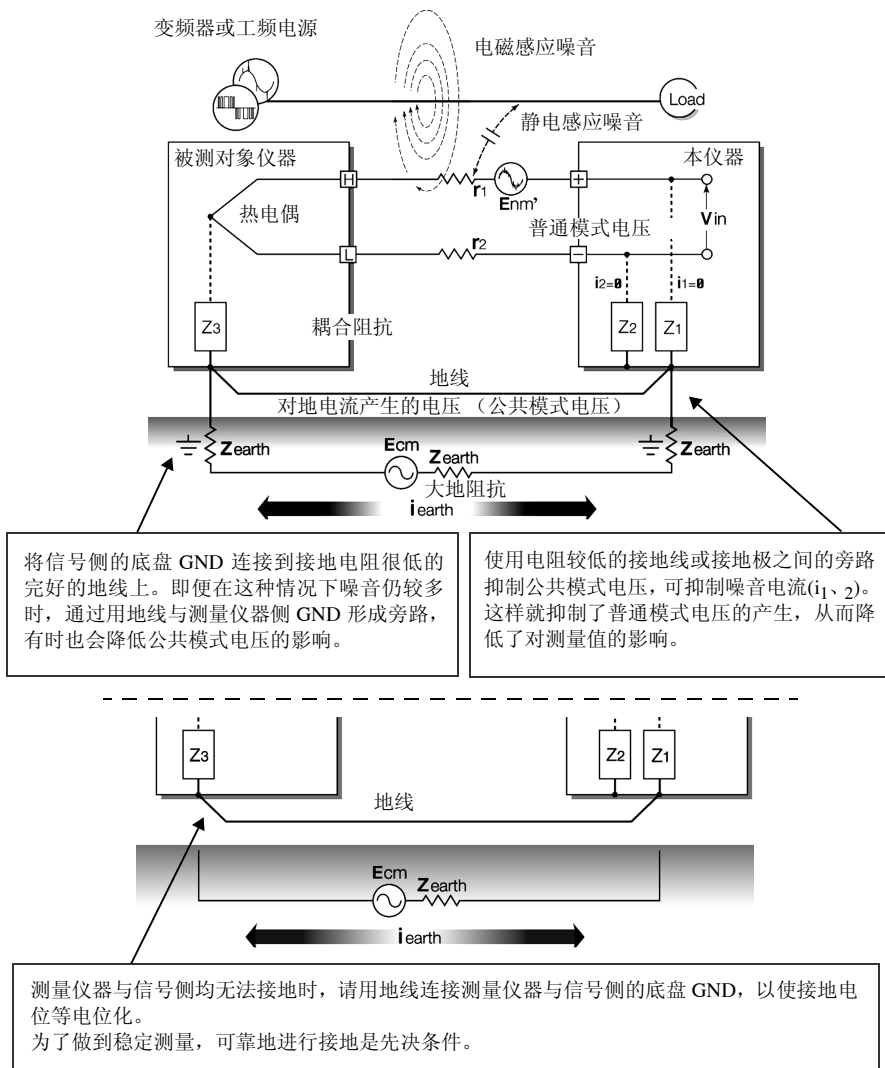 变频器或工频电源
电磁感应噪音
Load
静电感应噪音
被测对象仪器
本仪器
H
r1
Enm'
+
热电偶
普通模式电压
Vin
L
r2
−
i2=0
i1=0
Z3
耦合阻抗
Z2
Z1
地线
对地电流产生的电压 （公共模式电压）
Zearth
Ecm
Zearth
Zearth
大地阻抗
iearth
将信号侧的底盘 GND 连接到接地电阻很低的
完好的地线上。即便在这种情况下噪音仍较多
时，通过用地线与测量仪器侧 GND 形成旁路，
有时也会降低公共模式电压的影响。
使用电阻较低的接地线或接地极之间的旁路
抑制公共模式电压，可抑制噪音电流(i1、2)。
这样就抑制了普通模式电压的产生，从而降
低了对测量值的影响。
Z3
Z2
Z1
地线
Ecm
Zearth
iearth
测量仪器与信号侧均无法接地时，请用地线连接测量仪器与信号侧的底盘 GND，以使接地电
位等电位化。
为了做到稳定测量，可靠地进行接地是先决条件。